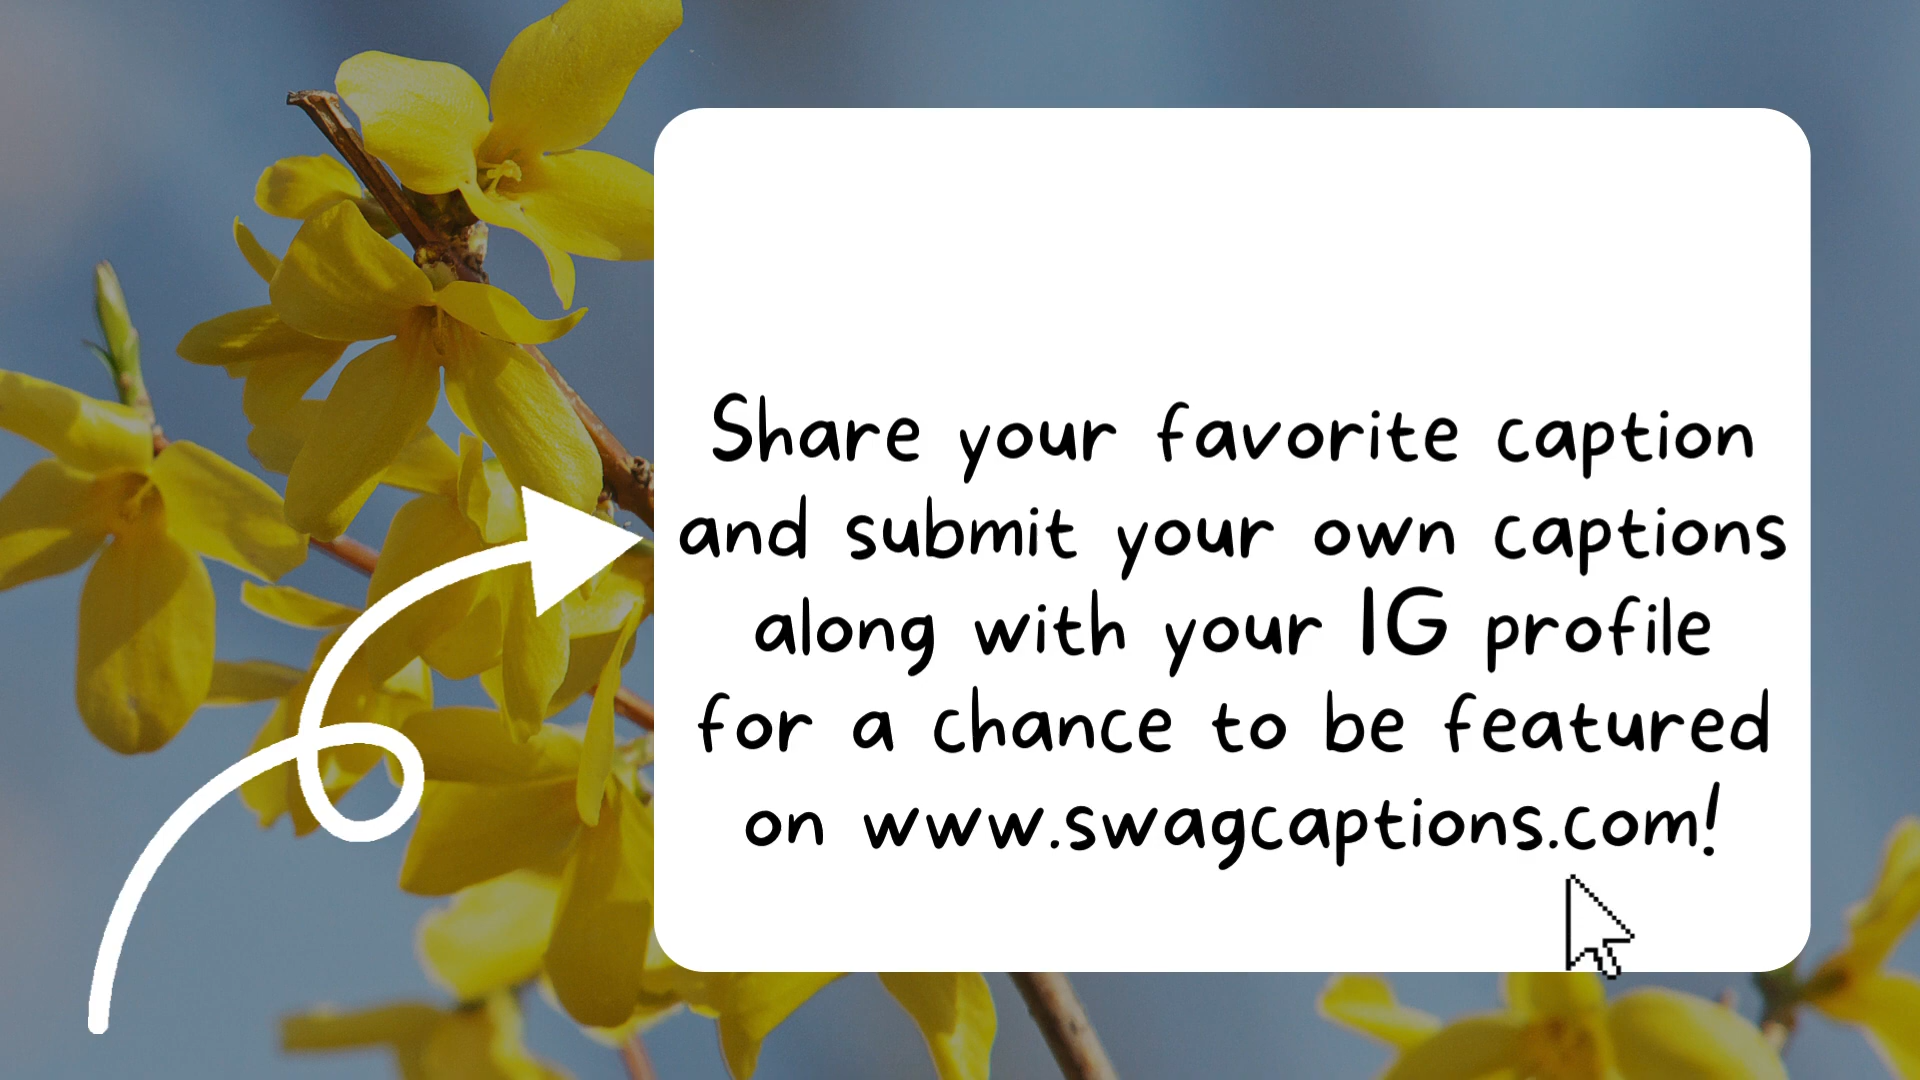 Share your favorite caption
and submit your own captions
along with your IG profile
for a chance to be featured
on www.swagcaptions.com!